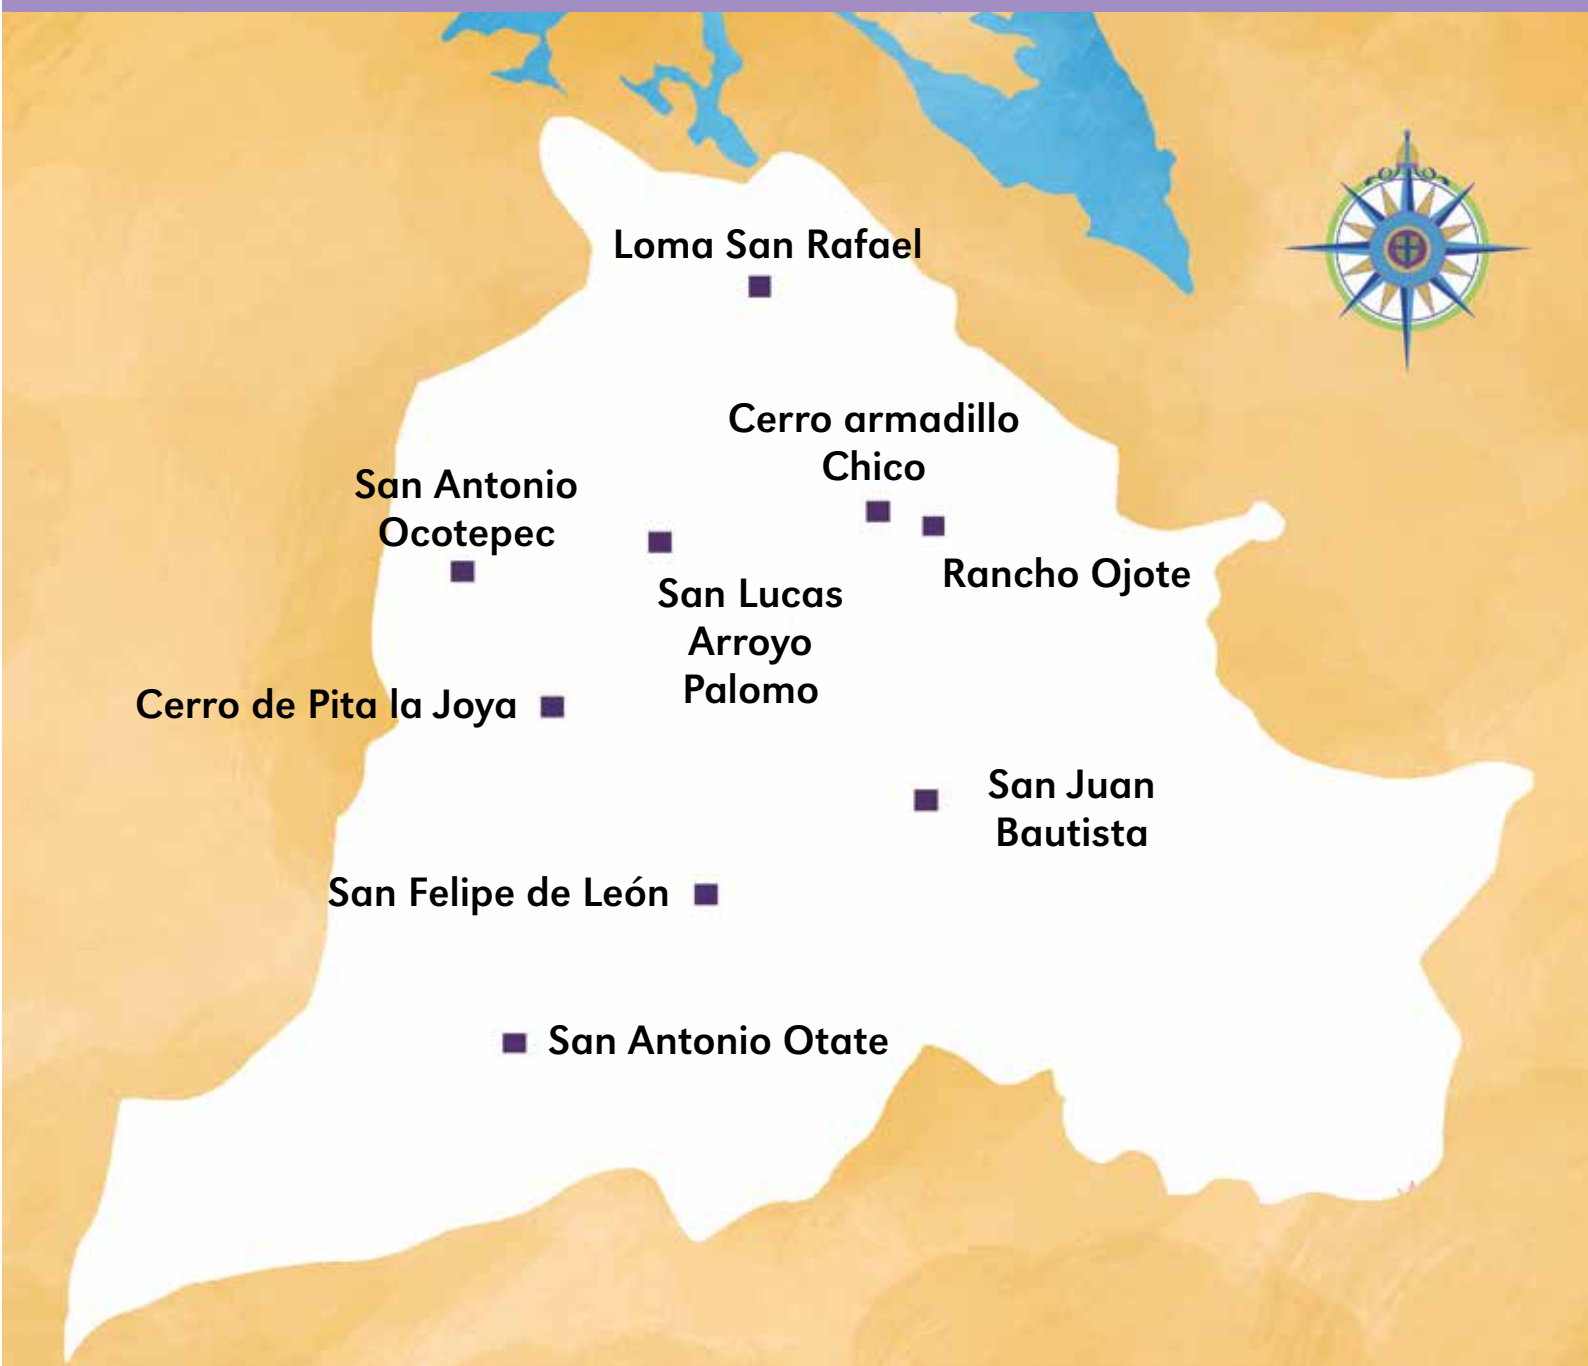 Loma San Rafael
Cerro armadillo
Chico
San Antonio
Ocotepec
Rancho Ojote
San Lucas
Arroyo
Palomo
Cerro de Pita la Joya
San Juan
Bautista
San Felipe de León
San Antonio Otate